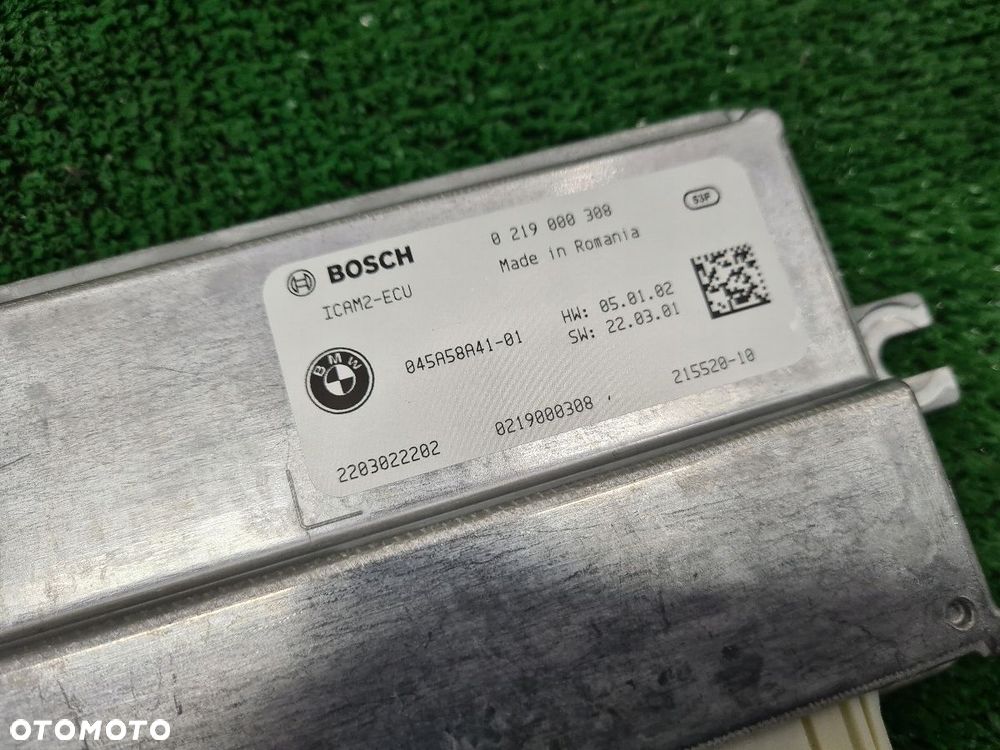 BOSCH
0 219 000 308
53P
ICAM2-ECU
Made in Romania
BMW
045A58A41-01
HW: 05.01.02
SW: 22.03.01
2203022202
0219000308
215520-10
OTOMOTO